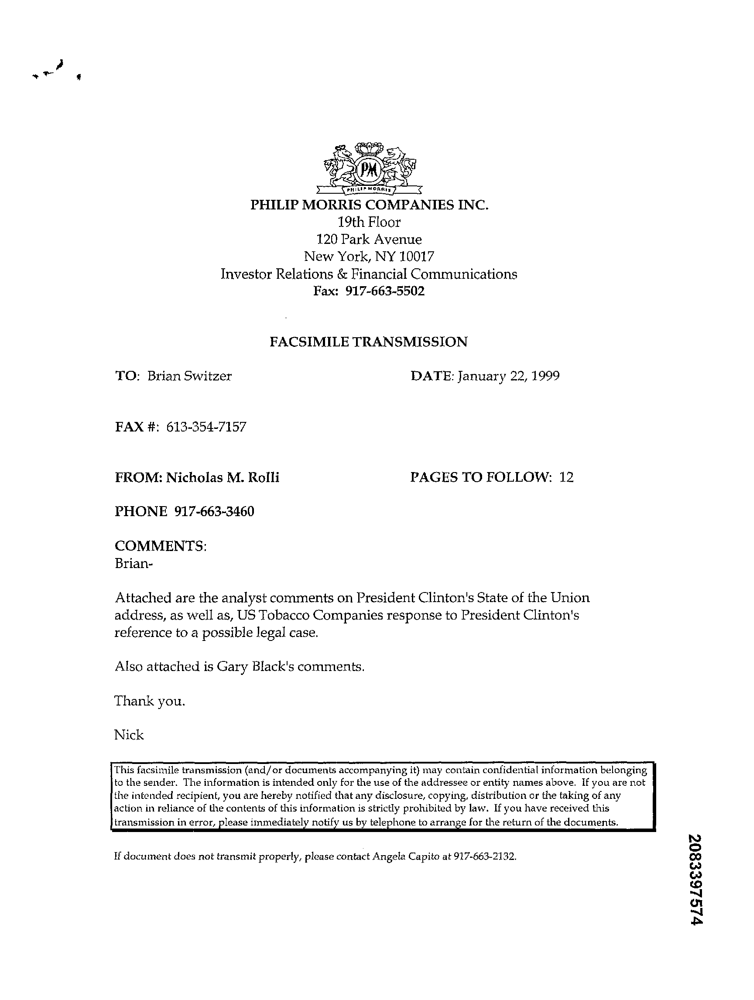 PM
PHILIP MORRIS
PHILIP MORRIS COMPANIES INC.
19th Floor
120 Park Avenue
New York, NY 10017
Investor Relations & Financial Communications
Fax: 917-663-5502
FACSIMILE TRANSMISSION
TO: Brian Switzer DATE: January 22, 1999
FAX #: 613-354-7157
FROM: Nicholas M. Rolli PAGES TO FOLLOW: 12
PHONE 917-663-3460
COMMENTS:
Brian-
Attached are the analyst comments on President Clinton's State of the Union
address, as well as, US Tobacco Companies response to President Clinton's
reference to a possible legal case.
Also attached is Gary Black's comments.
Thank you.
Nick
This facsimile transmission (and/or documents accompanying it) may contain confidential information belonging
to the sender. The information is intended only for the use of the addressee or entity names above. If you are not
the intended recipient, you are hereby notified that any disclosure, copying, distribution or the taking of any
action in reliance of the contents of this information is strictly prohibited by law. If you have received this
transmission in error, please immediately notify us by telephone to arrange for the return of the documents.
If document does not transmit properly, please contact Angela Capito at 917-663-2132.
2083397574